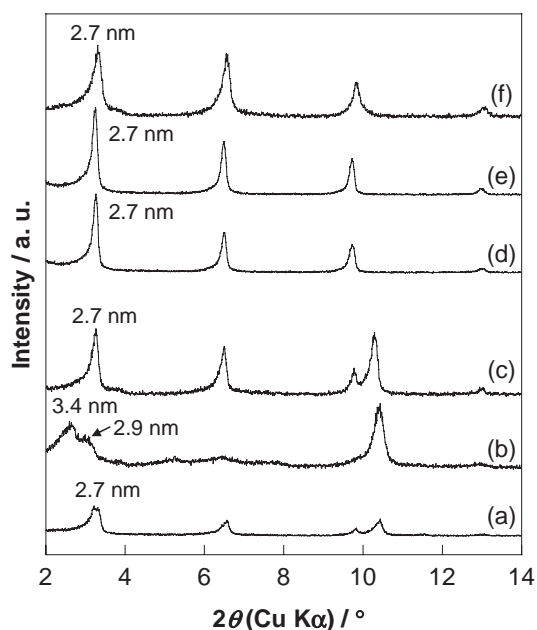 2.7 nm
(f)
2.7 nm
(e)
2.7 nm
(d)
2.7 nm
(c)
3.4 nm
2.9 nm
(b)
2.7 nm
(a)
Intensity / a. u.
2 4 6 8 10 12 14
2θ (Cu Kα) / °